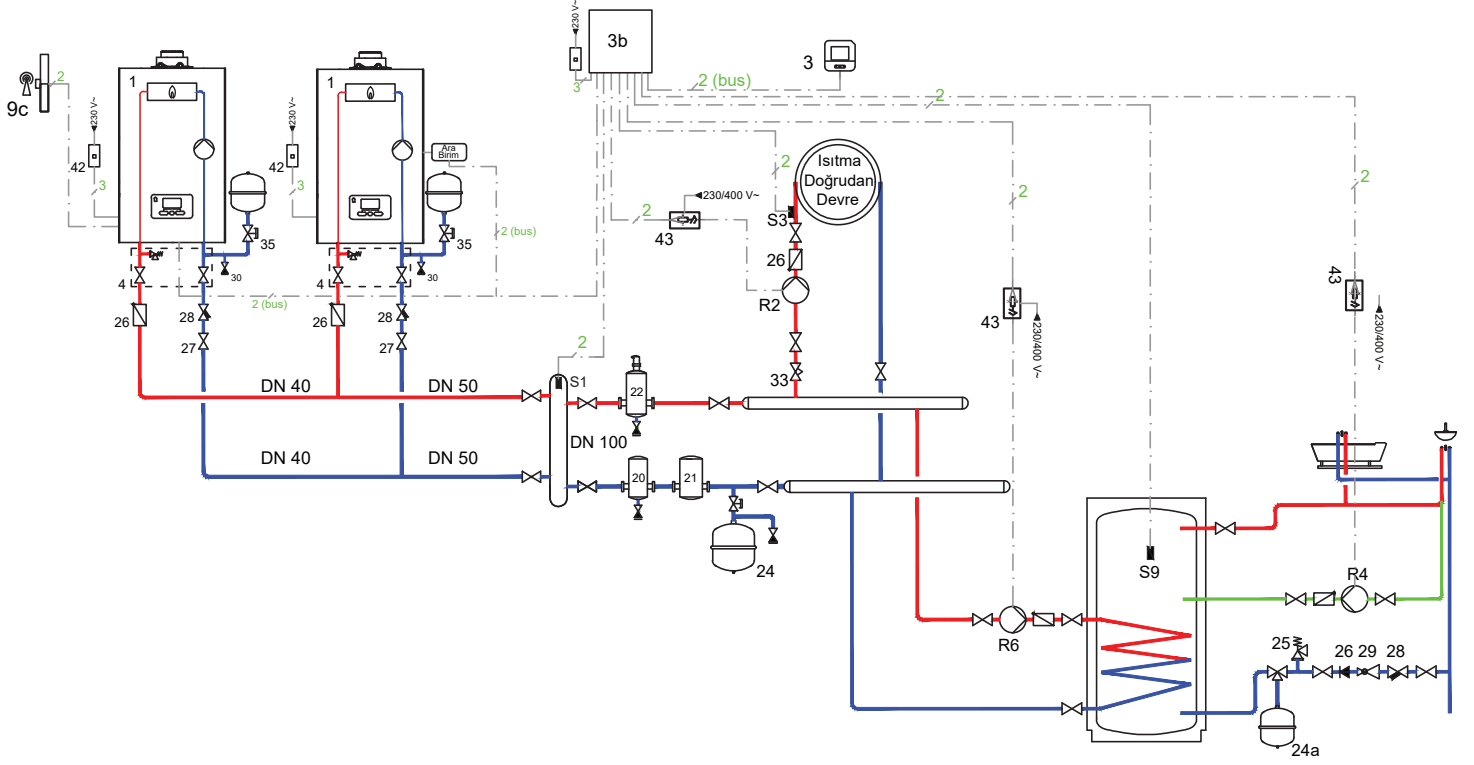 230 V~
3b
3
3
2 (bus)
2
9c
2
1
1
230 V~
230 V~
42
42
3
3
Ara
Birim
35
35
30
30
4
4
2 (bus)
2 (bus)
26
28
26
28
27
27
2
Isıtma
Doğrudan
Devre
S3
230/400 V~
2
43
26
R2
33
2
2
43
230/400 V~
43
230/400 V~
2
S1
DN 40
DN 50
22
DN 100
DN 40
DN 50
20
21
24
S9
R4
R6
25
26
29
28
24a